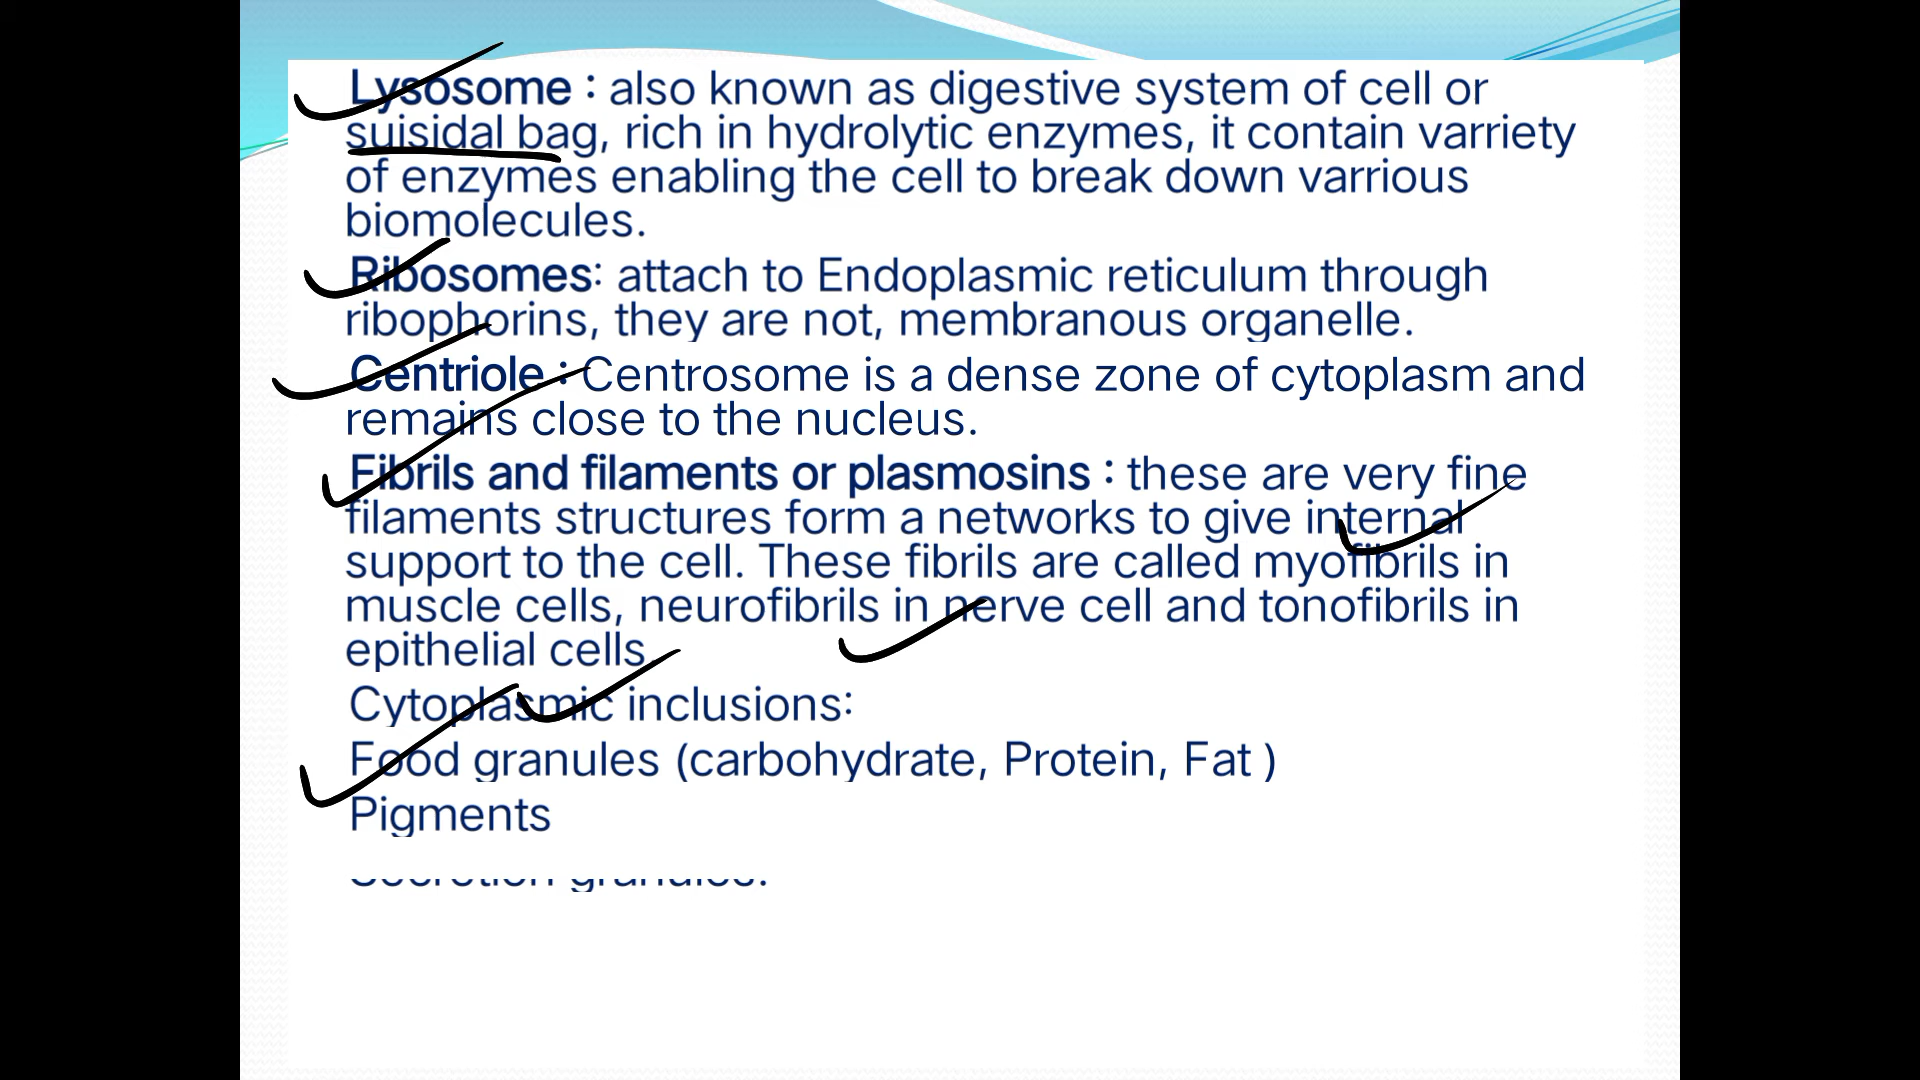 Lysosome : also known as digestive system of cell or
suisidal bag, rich in hydrolytic enzymes, it contain varriety
of enzymes enabling the cell to break down varrious
biomolecules.
Ribosomes: attach to Endoplasmic reticulum through
ribophorins, they are not, membranous organelle.
Centriole : Centrosome is a dense zone of cytoplasm and
remains close to the nucleus.
Fibrils and filaments or plasmosins : these are very fine
filaments structures form a networks to give internal
support to the cell. These fibrils are called myofibrils in
muscle cells, neurofibrils in nerve cell and tonofibrils in
epithelial cells.
Cytoplasmic inclusions:
Food granules (carbohydrate, Protein, Fat )
Pigments
Secretion granules.